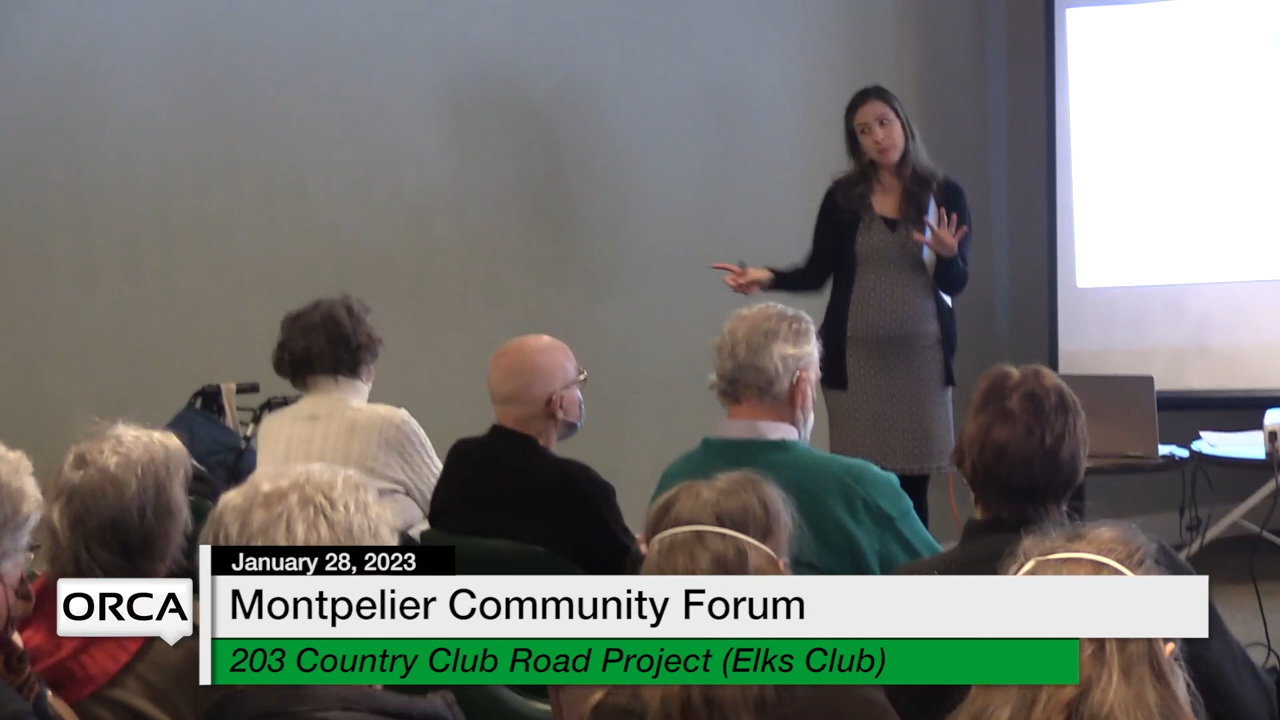 January 28, 2023
ORCA
Montpelier Community Forum
203 Country Club Road Project (Elks Club)